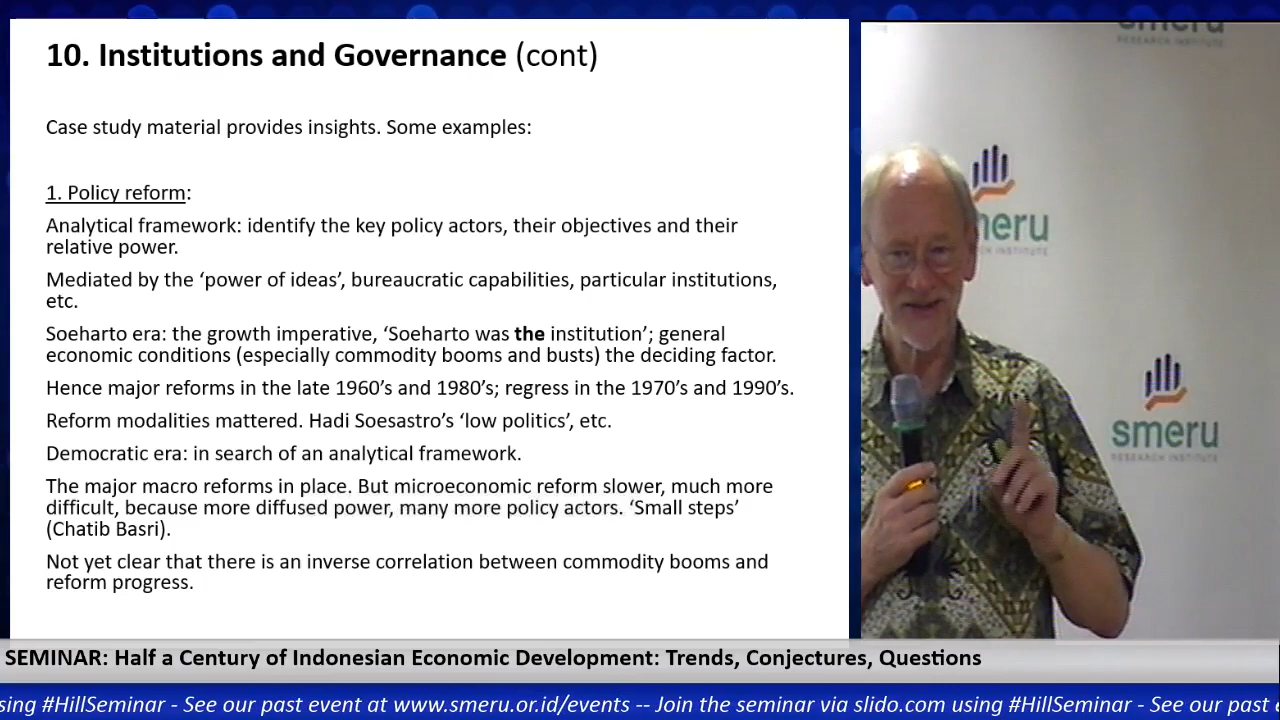 10. Institutions and Governance (cont)
Case study material provides insights. Some examples:
1. Policy reform:
Analytical framework: identify the key policy actors, their objectives and their
relative power.
Mediated by the ‘power of ideas’, bureaucratic capabilities, particular institutions,
etc.
Soeharto era: the growth imperative, ‘Soeharto was the institution’; general
economic conditions (especially commodity booms and busts) the deciding factor.
Hence major reforms in the late 1960’s and 1980’s; regress in the 1970’s and 1990’s.
Reform modalities mattered. Hadi Soesastro’s ‘low politics’, etc.
Democratic era: in search of an analytical framework.
The major macro reforms in place. But microeconomic reform slower, much more
difficult, because more diffused power, many more policy actors. ‘Small steps’
(Chatib Basri).
Not yet clear that there is an inverse correlation between commodity booms and
reform progress.
smeru
RESEARCH INSTITUTE
smeru
RESEARCH INSTITUTE
smeru
RESEARCH INSTITUTE
SEMINAR: Half a Century of Indonesian Economic Development: Trends, Conjectures, Questions
sing #HillSeminar - See our past event at www.smeru.or.id/events -- Join the seminar via slido.com using #HillSeminar - See our past e